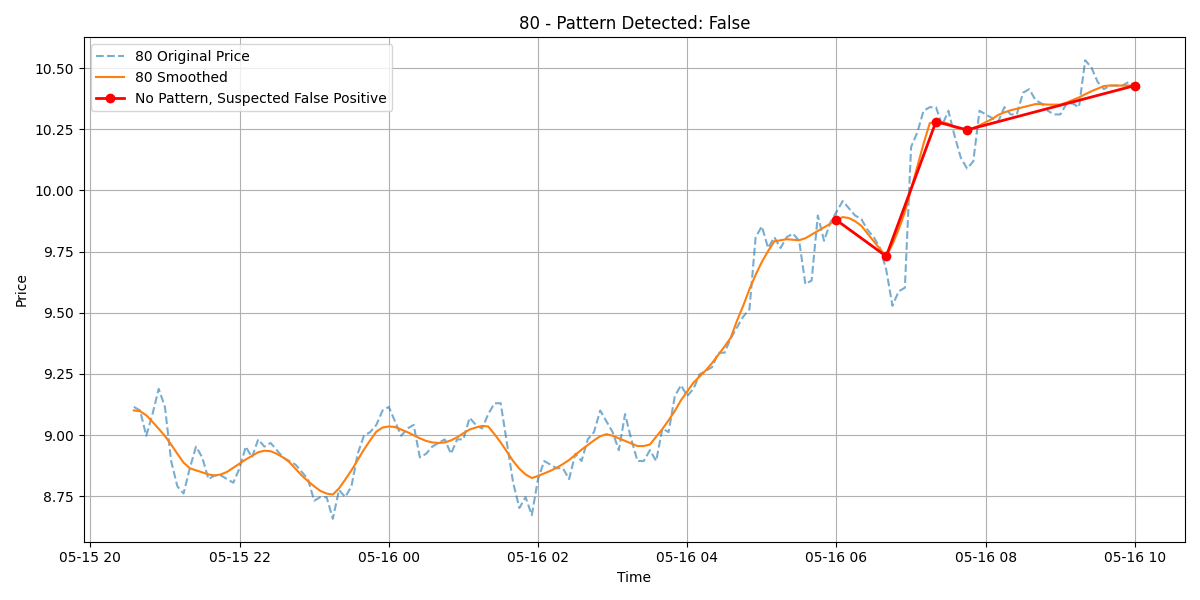 80 - Pattern Detected: False
80 Original Price
80 Smoothed
No Pattern, Suspected False Positive
Price
10.50
10.25
10.00
9.75
9.50
9.25
9.00
8.75
05-15 20
05-15 22
05-16 00
05-16 02
05-16 04
05-16 06
05-16 08
05-16 10
Time